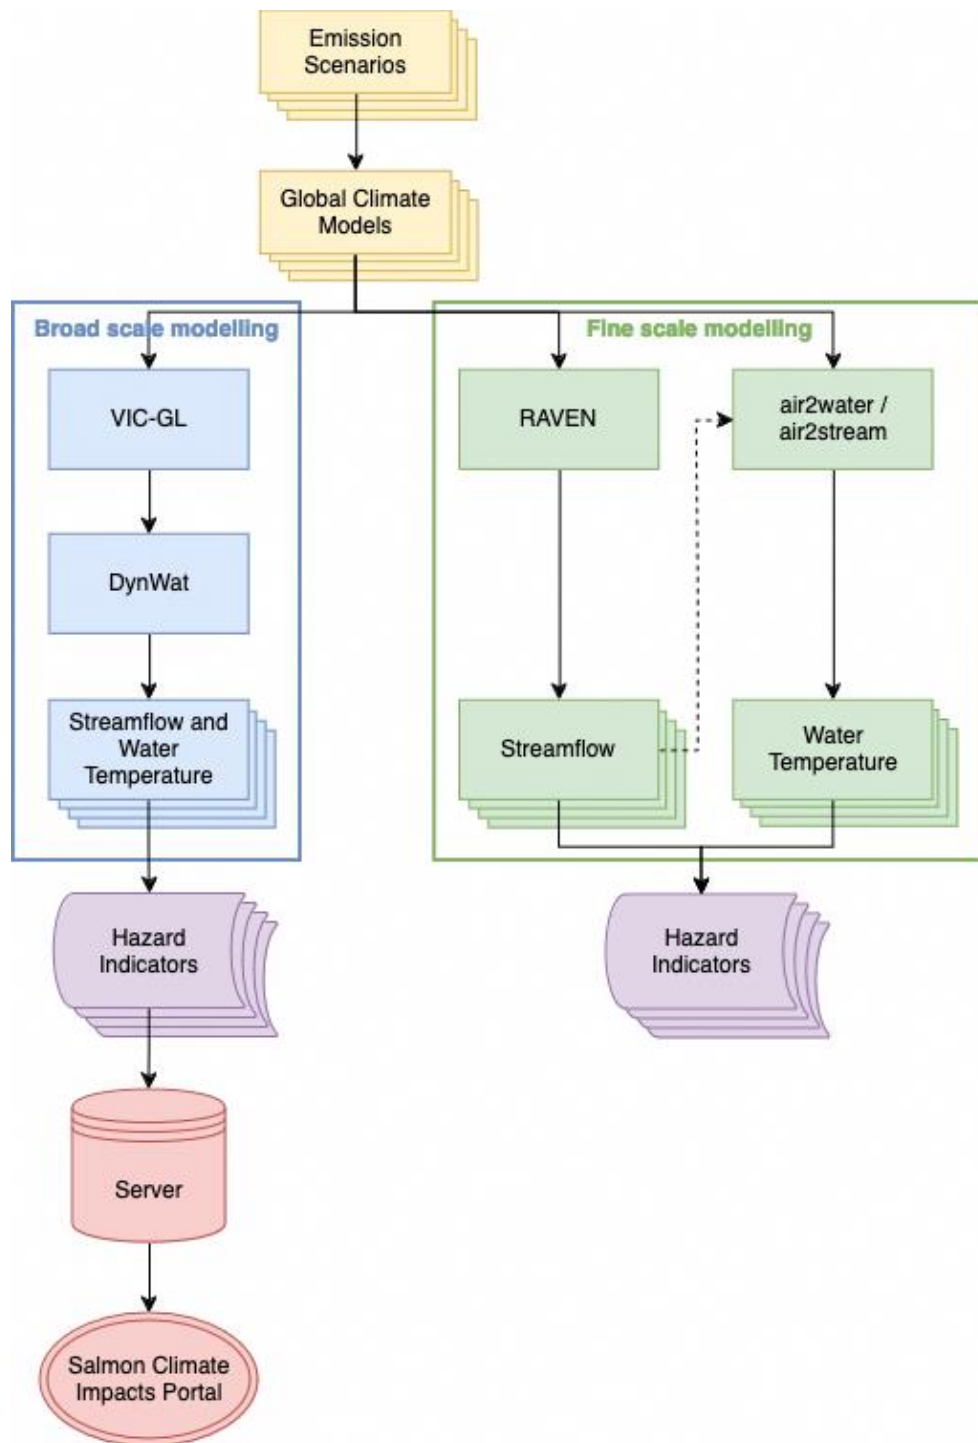 Emission
Scenarios
Global Climate
Models
Broad scale modelling
Fine scale modelling
VIC-GL
RAVEN
air2water /
air2stream
DynWat
Streamflow and
Water
Temperature
Streamflow
Water
Temperature
Hazard
Indicators
Hazard
Indicators
Server
Salmon Climate
Impacts Portal